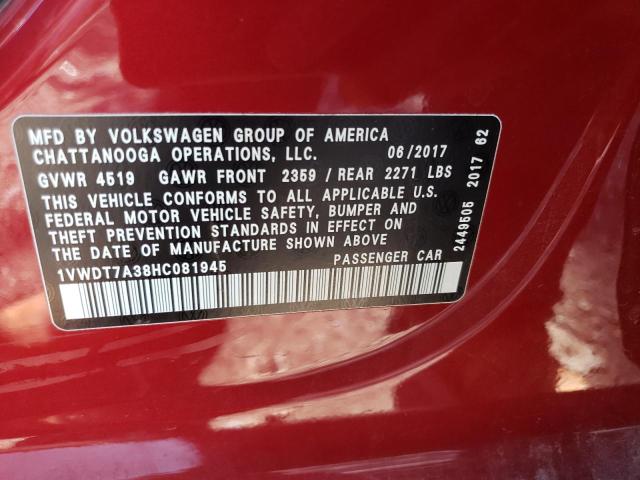 MFD BY VOLKSWAGEN GROUP OF AMERICA
CHATTANOOGA OPERATIONS, LLC. 06/2017
GVWR 4519 GAWR FRONT 2359 / REAR 2271 LBS
THIS VEHICLE CONFORMS TO ALL APPLICABLE U.S.
FEDERAL MOTOR VEHICLE SAFETY, BUMPER AND
THEFT PREVENTION STANDARDS IN EFFECT ON
THE DATE OF MANUFACTURE SHOWN ABOVE
1VWDT7A38HC081945 PASSENGER CAR
2449505 2017 62